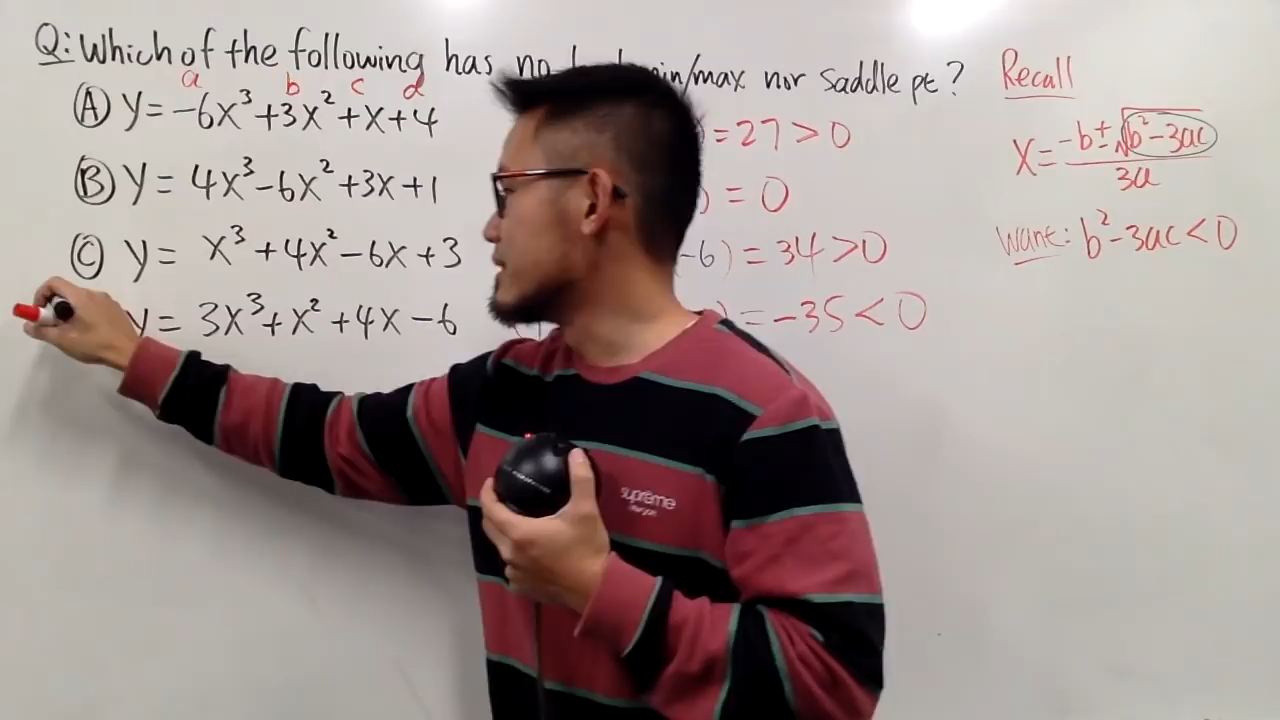 Q: Which of the following has no min/max nor saddle pt?
a b c d
(A) y = -6x³ + 3x² + x + 4 ) = 27 > 0
(B) y = 4x³ - 6x² + 3x + 1 ) = 0
(C) y = x³ + 4x² - 6x + 3 -6) = 34 > 0
y = 3x³ + x² + 4x - 6 ) = -35 < 0
Recall
x = (-b ± √(b² - 3ac))/3a
Want: b² - 3ac < 0
supreme